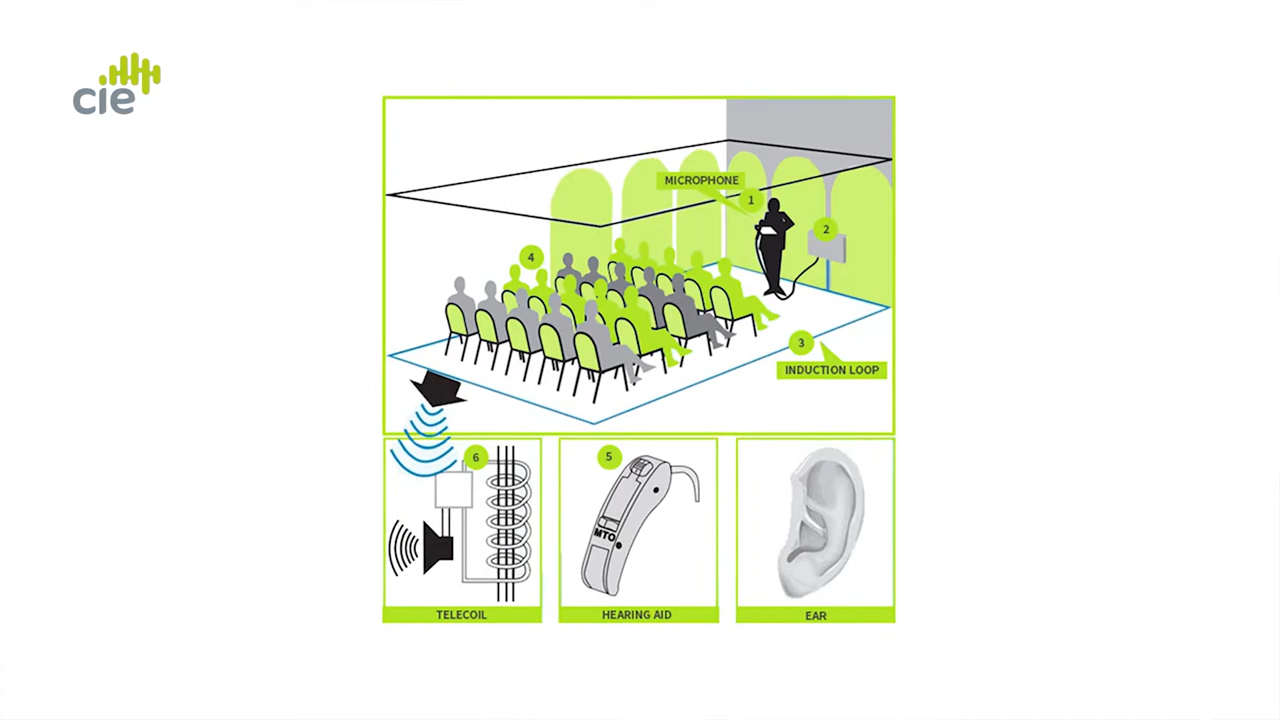 cie
MICROPHONE
1
2
4
3
INDUCTION LOOP
6
5
MTO
TELECOIL
HEARING AID
EAR